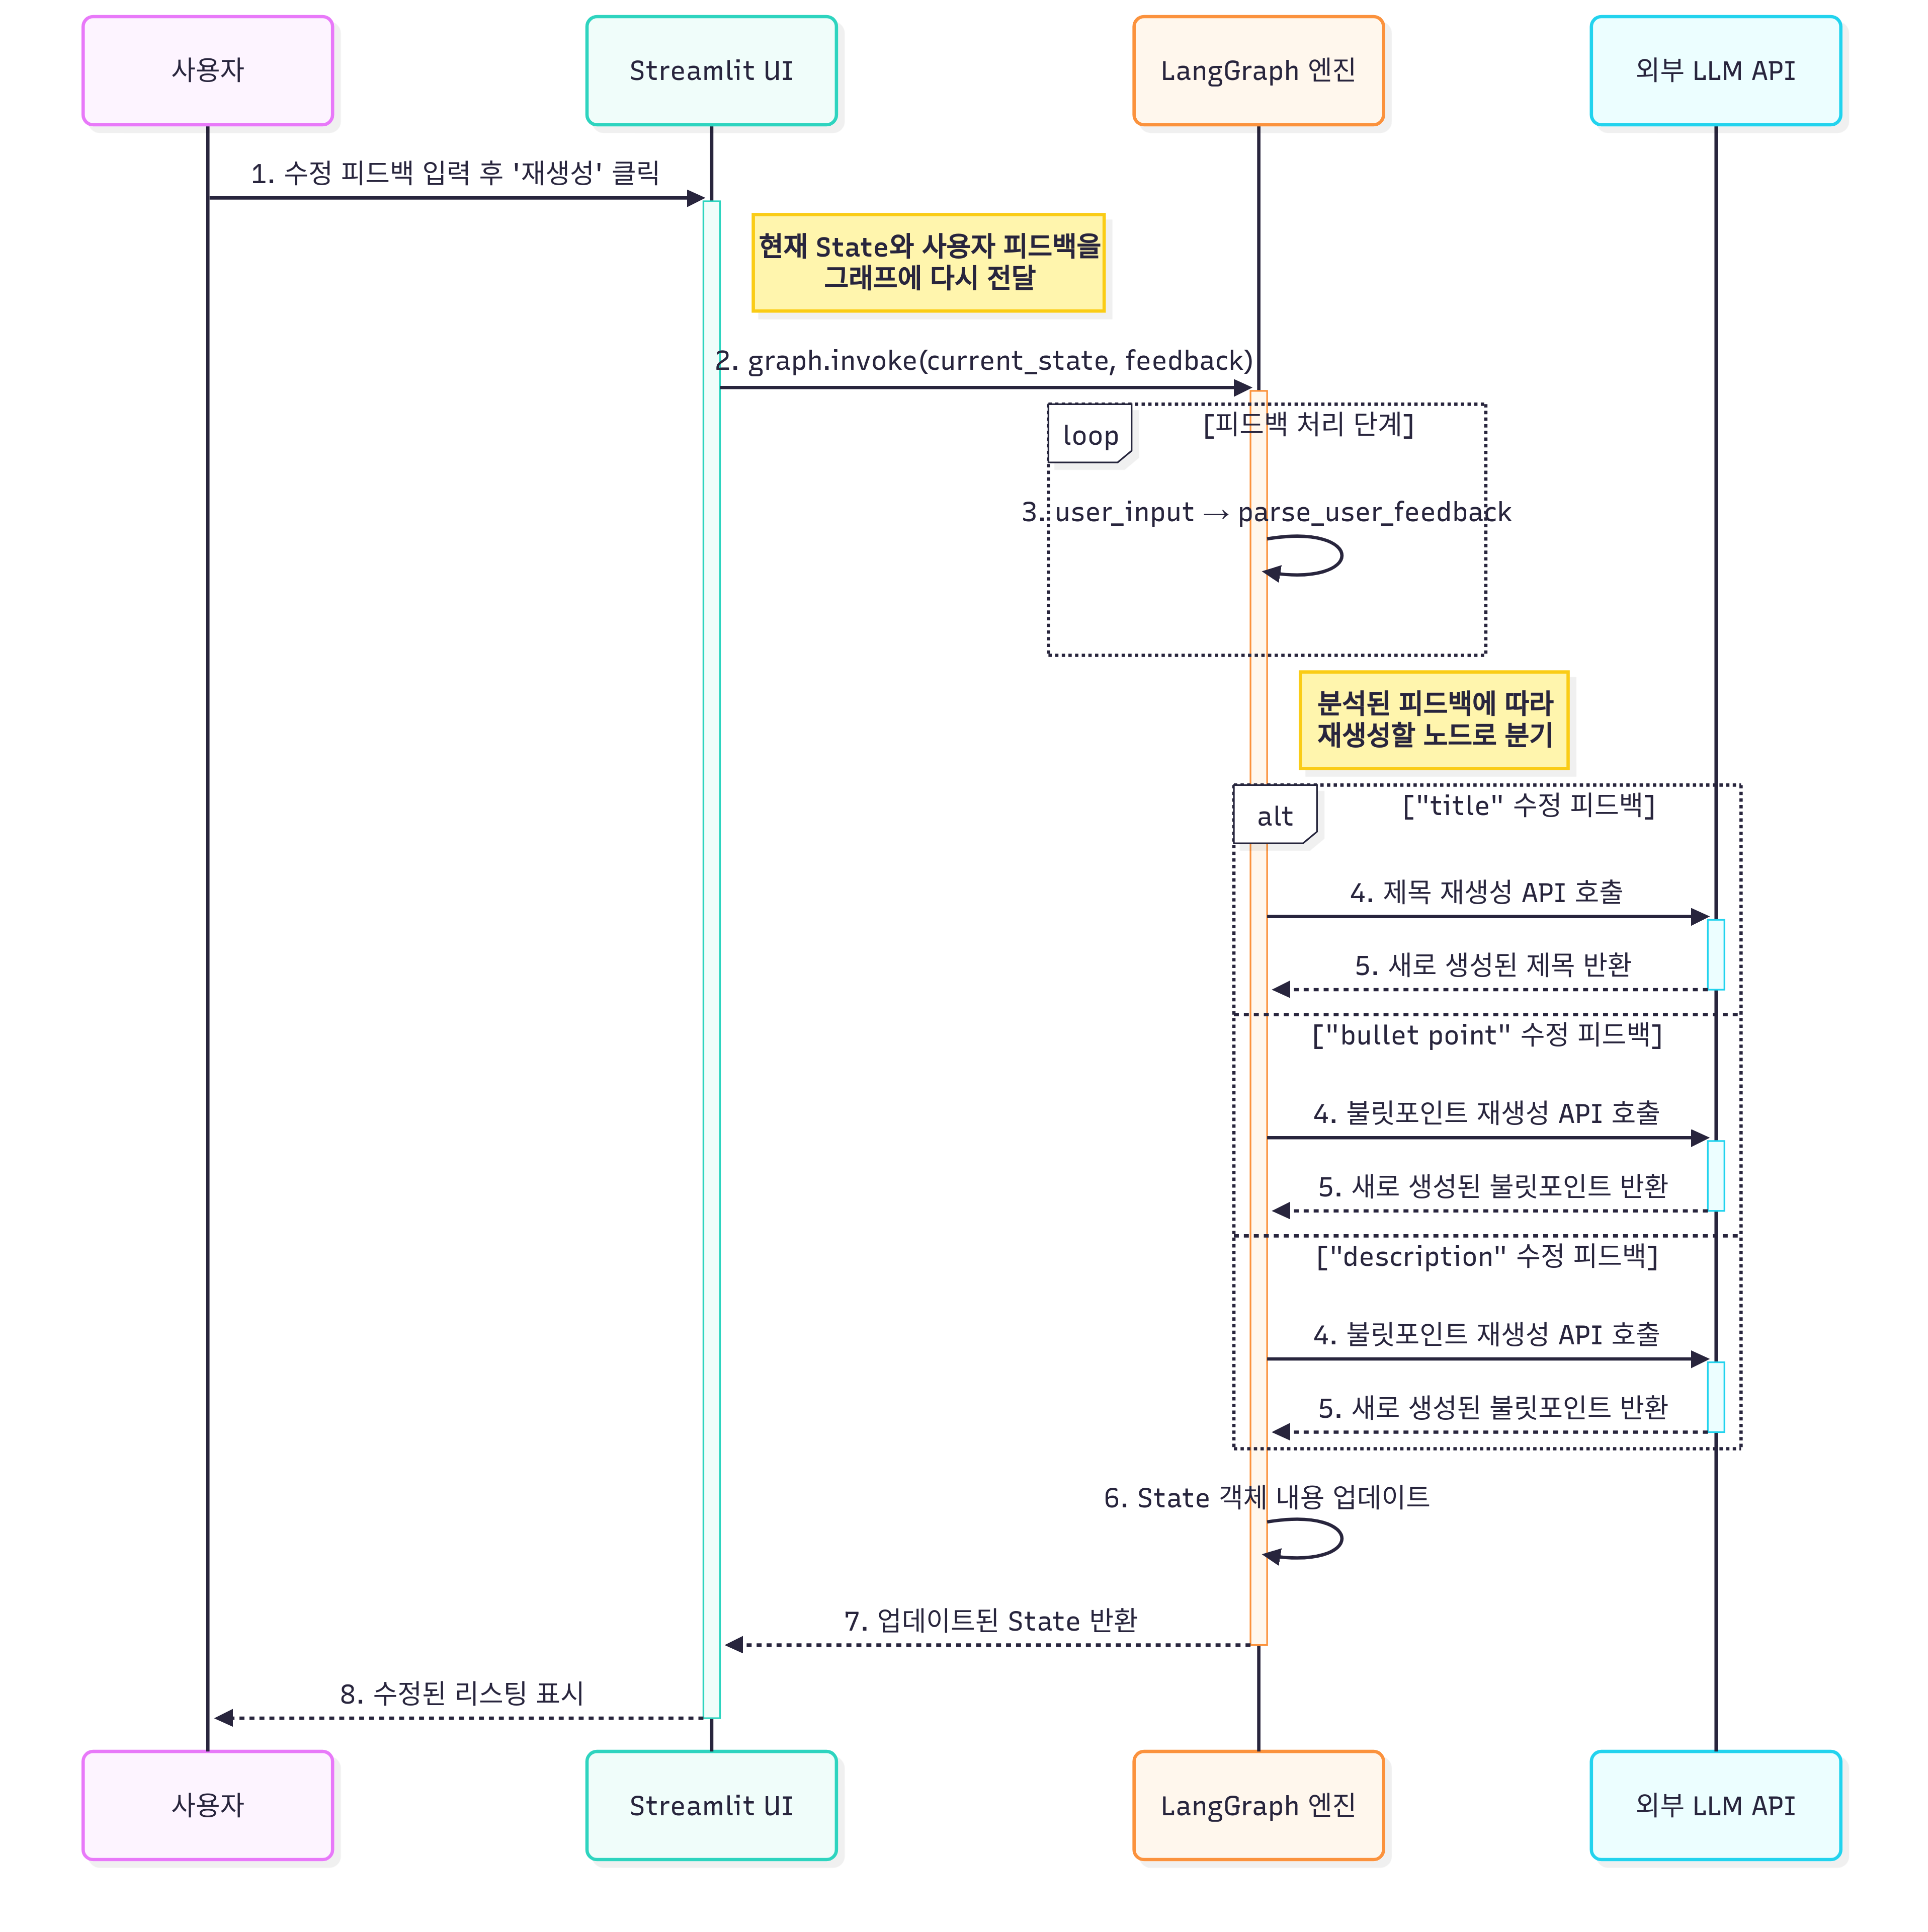 사용자
Streamlit UI
LangGraph 엔진
외부 LLM API
1. 수정 피드백 입력 후 '재생성' 클릭
현재 State와 사용자 피드백을
그래프에 다시 전달
2. graph.invoke(current_state, feedback)
loop
[피드백 처리 단계]
3. user_input → parse_user_feedback
분석된 피드백에 따라
재생성할 노드로 분기
alt
["title" 수정 피드백]
4. 제목 재생성 API 호출
5. 새로 생성된 제목 반환
["bullet point" 수정 피드백]
4. 불릿포인트 재생성 API 호출
5. 새로 생성된 불릿포인트 반환
["description" 수정 피드백]
4. 불릿포인트 재생성 API 호출
5. 새로 생성된 불릿포인트 반환
6. State 객체 내용 업데이트
7. 업데이트된 State 반환
8. 수정된 리스팅 표시
사용자
Streamlit UI
LangGraph 엔진
외부 LLM API